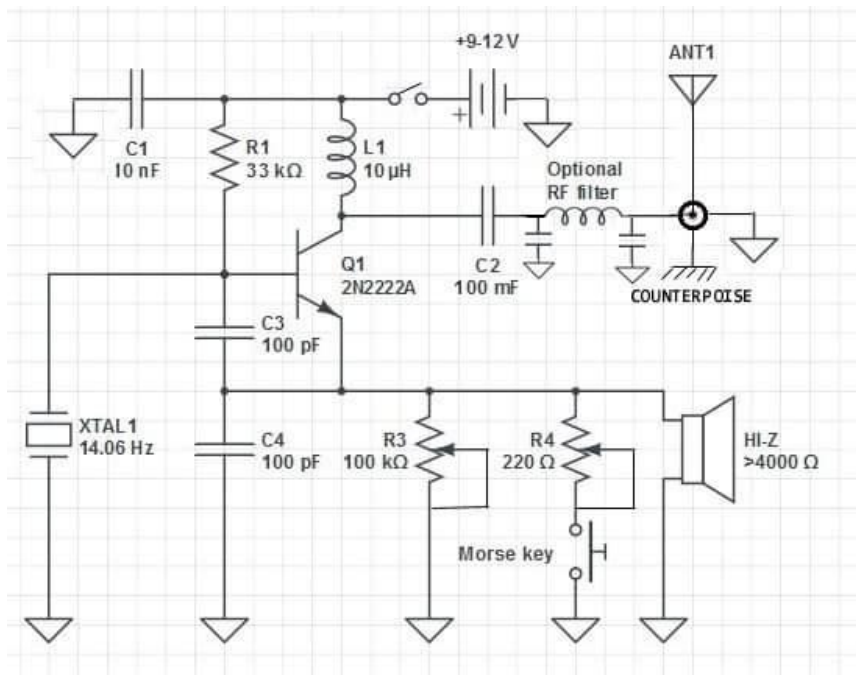 +9-12 V
ANT1
+
C1
10 nF
R1
33 kΩ
L1
10 µH
Optional
RF filter
Q1
2N2222A
C2
100 mF
COUNTERPOISE
C3
100 pF
XTAL1
14.06 Hz
C4
100 pF
R3
100 kΩ
R4
220 Ω
HI-Z
>4000 Ω
Morse key